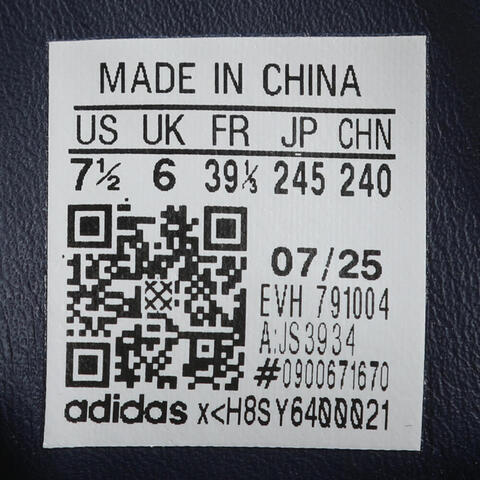 MADE IN CHINA
US UK FR JP CHN
7½ 6 39⅓ 245 240
07/25
EVH 791004
A:JS3934
#0900671670
adidas x<H8SY6400021